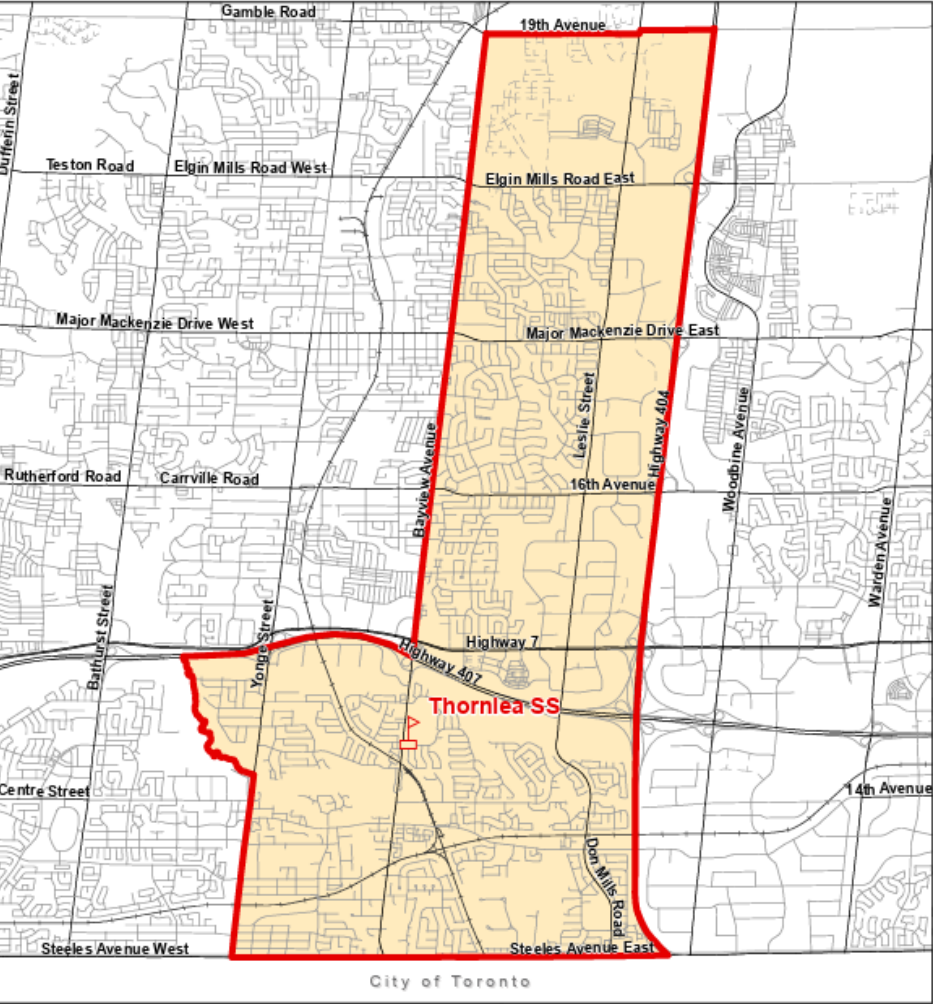 Gamble Road
19th Avenue
Dufferin Street
Teston Road
Elgin Mills Road West
Elgin Mills Road East
Major Mackenzie Drive West
Major Mackenzie Drive East
Leslie Street
Highway 404
Woodbine Avenue
Bayview Avenue
Rutherford Road
Carrville Road
16th Avenue
Warden Avenue
Bathurst Street
Yonge Street
Highway 7
Highway 407
Thornlea SS
Centre Street
14th Avenue
Don Mills Road
Steeles Avenue West
Steeles Avenue East
City of Toronto